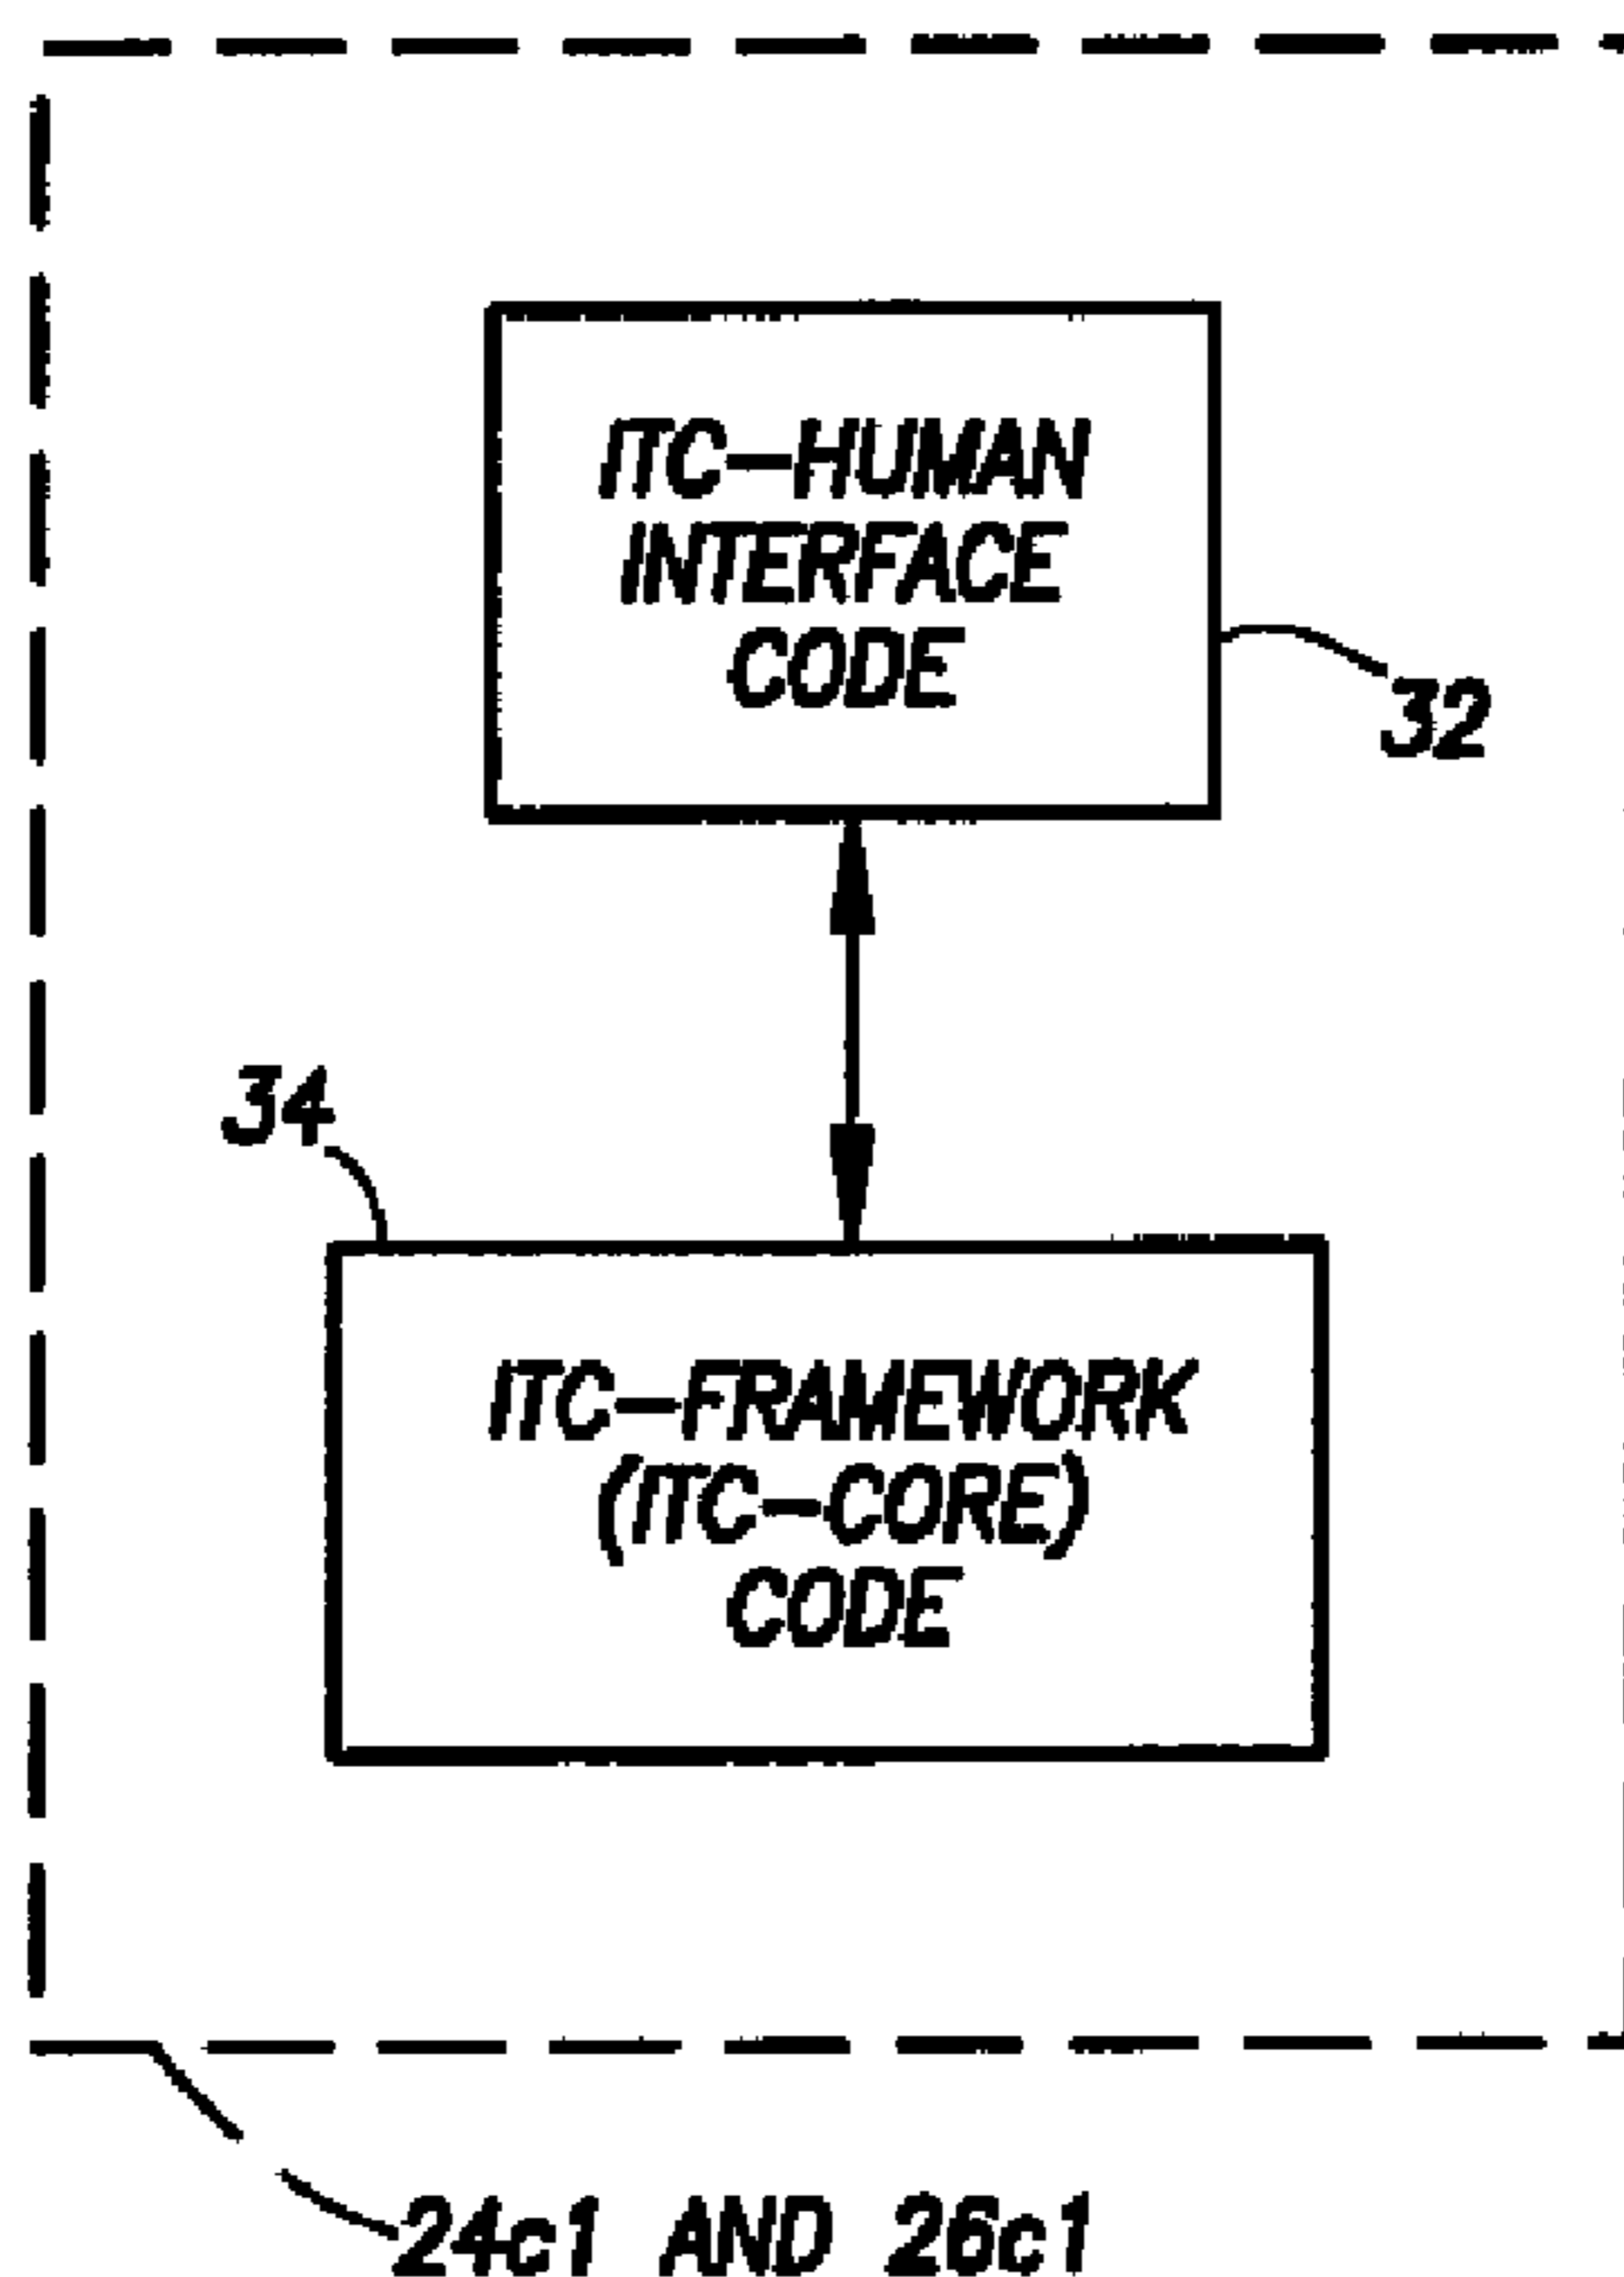 ITC-HUMAN
INTERFACE
CODE
32
34
ITC-FRAMEWORK
(ITC-CORE)
CODE
24c1 AND 26c1